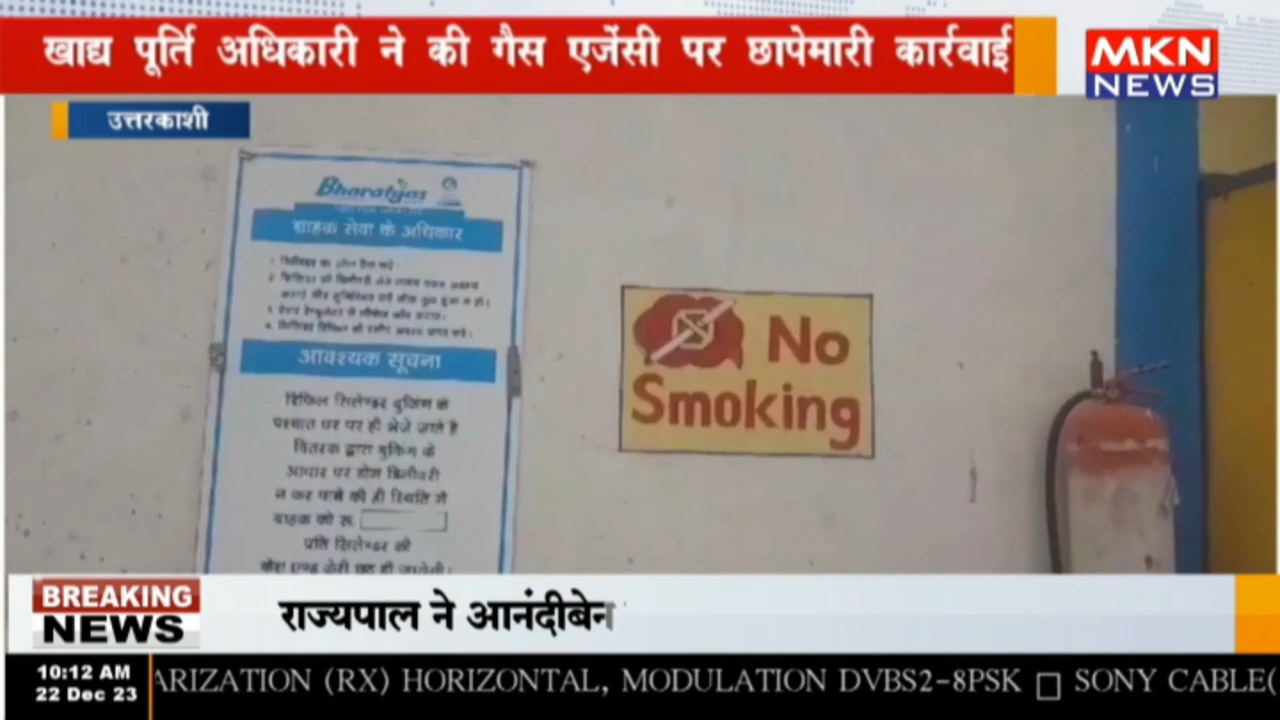 खाद्य पूर्ति अधिकारी ने की गैस एजेंसी पर छापेमारी कार्रवाई
MKN
NEWS
उत्तरकाशी
Bharatgas
ग्राहक सेवा के अधिकार
आवश्यक सूचना
रिफिल सिलेण्डर बुकिंग के
पश्चात घर पर ही भेजे जाते है
वितरक द्वारा बुकिंग के
आधार पर होम डिलीवरी
न कर पाने की ही स्थिति में
ग्राहक को रू.
प्रति सिलेण्डर की
No
Smoking
BREAKING
NEWS
राज्यपाल ने आनंदीबेन
10:12 AM
22 Dec 23
ARIZATION (RX) HORIZONTAL, MODULATION DVBS2-8PSK □ SONY CABLE(